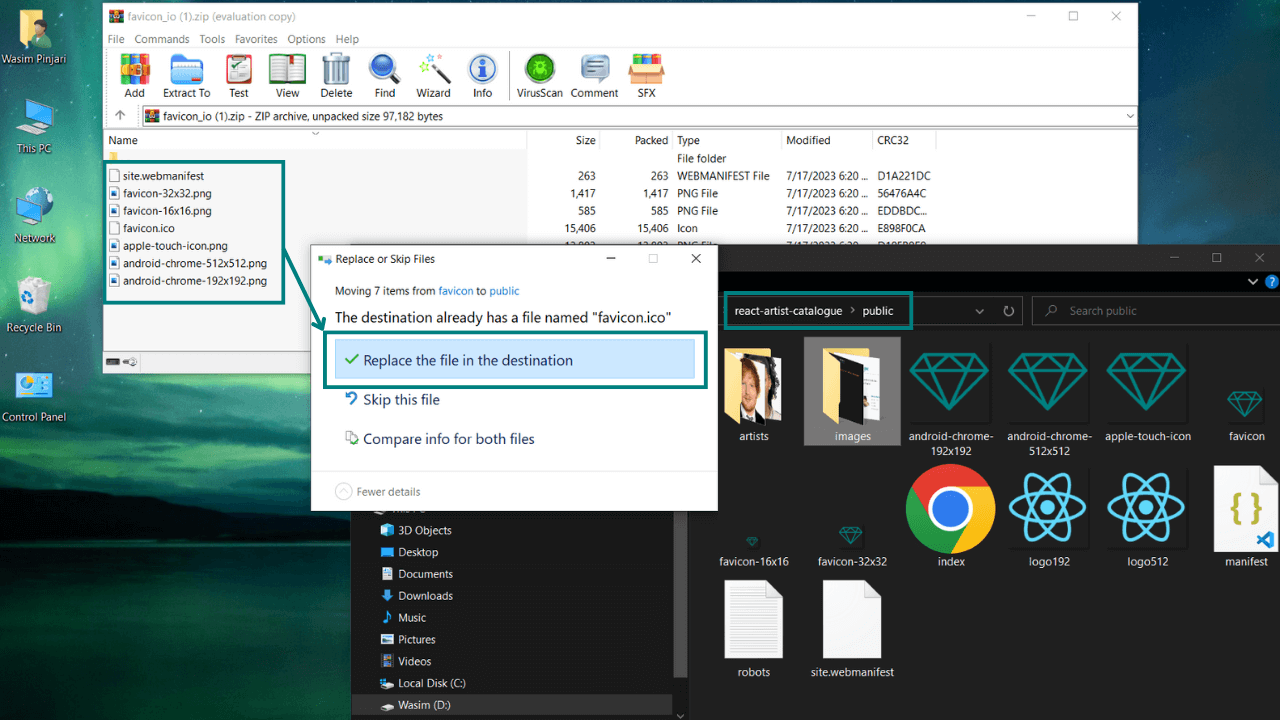 Wasim Pinjari
This PC
Network
Recycle Bin
Control Panel
favicon_io (1).zip (evaluation copy)
File Commands Tools Favorites Options Help
Add Extract To Test View Delete Find Wizard Info VirusScan Comment SFX
favicon_io (1).zip - ZIP archive, unpacked size 97,182 bytes
Name Size Packed Type Modified CRC32
File folder
site.webmanifest 263 263 WEBMANIFEST File 7/17/2023 6:20 ... D1A221DC
favicon-32x32.png 1,417 1,417 PNG File 7/17/2023 6:20 ... 56476A4C
favicon-16x16.png 585 585 PNG File 7/17/2023 6:20 ... EDDBDC...
favicon.ico 15,406 15,406 Icon 7/17/2023 6:20 ... E898F0CA
apple-touch-icon.png
android-chrome-512x512.png
android-chrome-192x192.png
Replace or Skip Files
Moving 7 items from favicon to public
The destination already has a file named "favicon.ico"
Replace the file in the destination
Skip this file
Compare info for both files
Fewer details
react-artist-catalogue > public
Search public
artists
images
android-chrome-192x192
android-chrome-512x512
apple-touch-icon
favicon
favicon-16x16
favicon-32x32
index
logo192
logo512
manifest
robots
site.webmanifest
3D Objects
Desktop
Documents
Downloads
Music
Pictures
Videos
Local Disk (C:)
Wasim (D:)